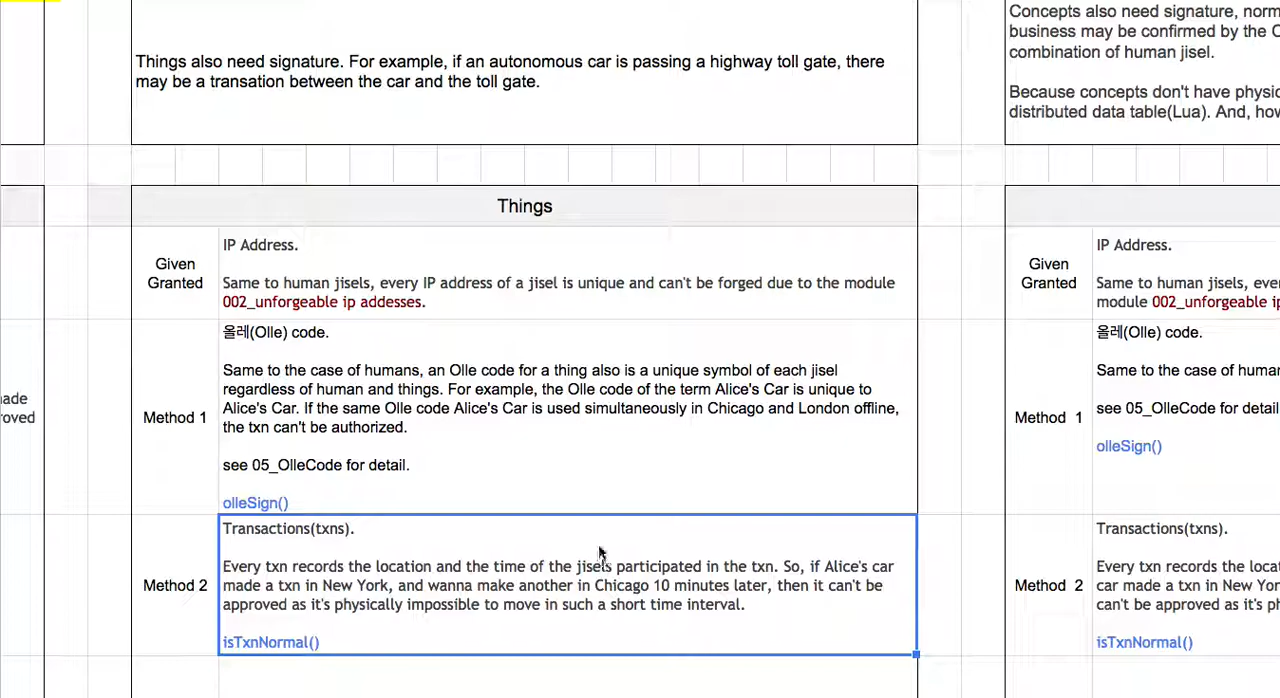 Things also need signature. For example, if an autonomous car is passing a highway toll gate, there
may be a transation between the car and the toll gate.
Concepts also need signature, norm
business may be confirmed by the C
combination of human jisel.
Because concepts don't have physic
distributed data table(Lua). And, how
ade
roved
Things
Given
Granted
IP Address.
Same to human jisels, every IP address of a jisel is unique and can't be forged due to the module
002_unforgeable ip addesses.
Method 1
올레(Olle) code.
Same to the case of humans, an Olle code for a thing also is a unique symbol of each jisel
regardless of human and things. For example, the Olle code of the term Alice's Car is unique to
Alice's Car. If the same Olle code Alice's Car is used simultaneously in Chicago and London offline,
the txn can't be authorized.
see 05_OlleCode for detail.
olleSign()
Method 2
Transactions(txns).
Every txn records the location and the time of the jisels participated in the txn. So, if Alice's car
made a txn in New York, and wanna make another in Chicago 10 minutes later, then it can't be
approved as it's physically impossible to move in such a short time interval.
isTxnNormal()
Given
Granted
IP Address.
Same to human jisels, ever
module 002_unforgeable ip
Method 1
올레(Olle) code.
Same to the case of human
see 05_OlleCode for detail
olleSign()
Method 2
Transactions(txns).
Every txn records the loca
car made a txn in New Yor
can't be approved as it's ph
isTxnNormal()